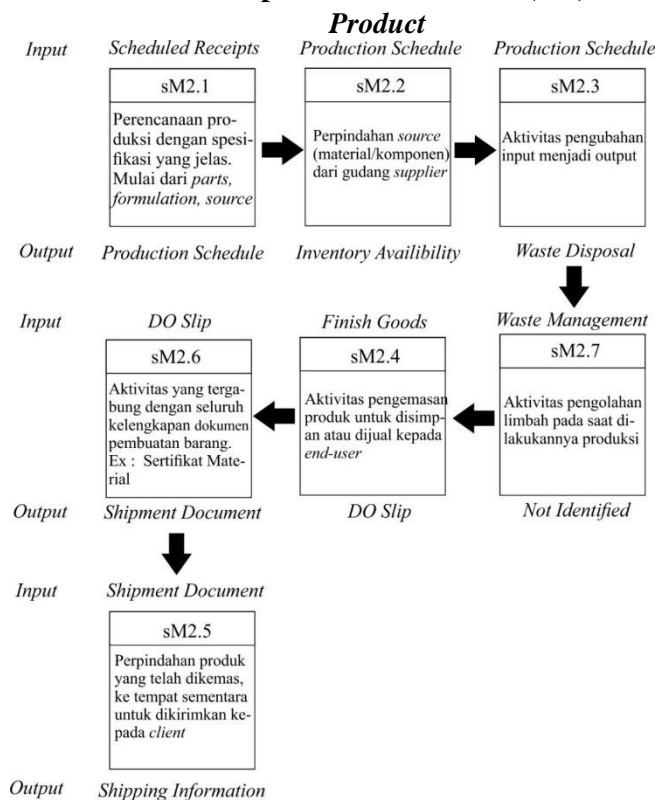 Product
Input Scheduled Receipts Production Schedule Production Schedule
sM2.1 sM2.2 sM2.3
Perencanaan pro-
duksi dengan spesi-
fikasi yang jelas.
Mulai dari parts,
formulation, source
Perpindahan source
(material/komponen)
dari gudang supplier
Aktivitas pengubahan
input menjadi output
Output Production Schedule Inventory Availibility Waste Disposal
Input DO Slip Finish Goods Waste Management
sM2.6 sM2.4 sM2.7
Aktivitas yang terga-
bung dengan seluruh
kelengkapan dokumen
pembuatan barang.
Ex : Sertifikat Mate-
rial
Aktivitas pengemasan
produk untuk disimp-
an atau dijual kepada
end-user
Aktivitas pengolahan
limbah pada saat di-
lakukannya produksi
Output Shipment Document DO Slip Not Identified
Input Shipment Document
sM2.5
Perpindahan produk
yang telah dikemas,
ke tempat sementara
untuk dikirimkan ke-
pada client
Output Shipping Information